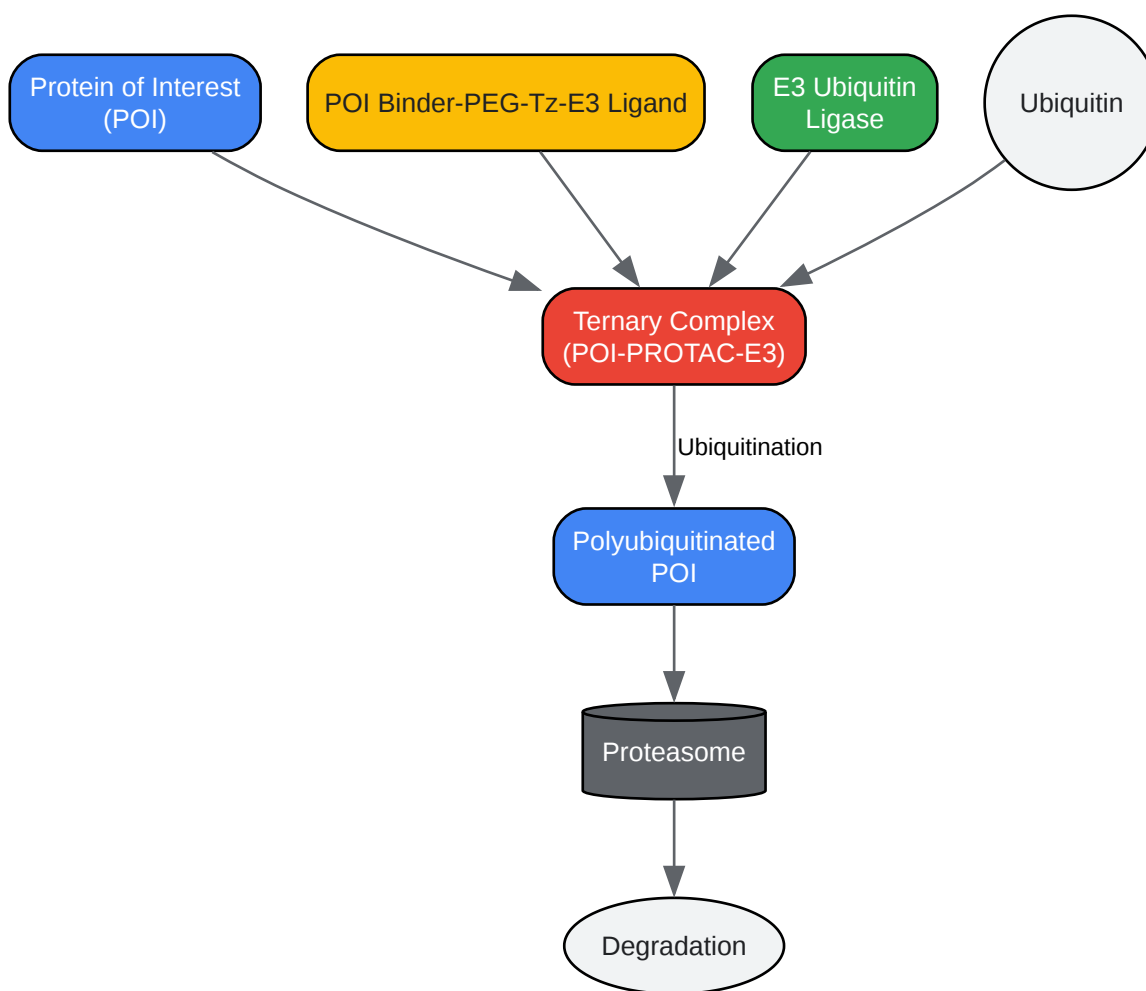 Protein of Interest
(POI)
POI Binder-PEG-Tz-E3 Ligand
E3 Ubiquitin
Ligase
Ubiquitin
Ternary Complex
(POI-PROTAC-E3)
Ubiquitination
Polyubiquitinated
POI
Proteasome
Degradation